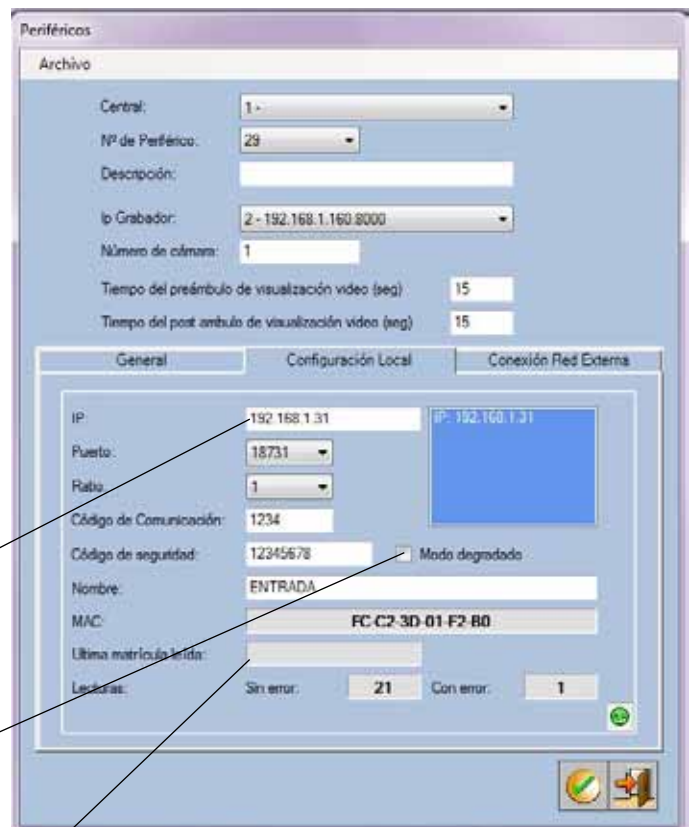 Periféricos
Archivo
Central: 1 -
Nº de Periférico: 29
Descripción:
Ip Grabador: 2 - 192.168.1.160:8000
Número de cámara: 1
Tiempo del preámbulo de visualización video (seg) 15
Tiempo del post ambulo de visualización video (seg) 15
General Configuración Local Conexión Red Externa
IP: 192.168.1.31 IP: 192.168.1.31
Puerto: 18731
Ratio: 1
Código de Comunicación: 1234
Código de seguridad: 12345678 Modo degradado
Nombre: ENTRADA
MAC: FC-C2-3D-01-F2-B0
Ultima matrícula leída:
Lecturas: Sin error: 21 Con error: 1